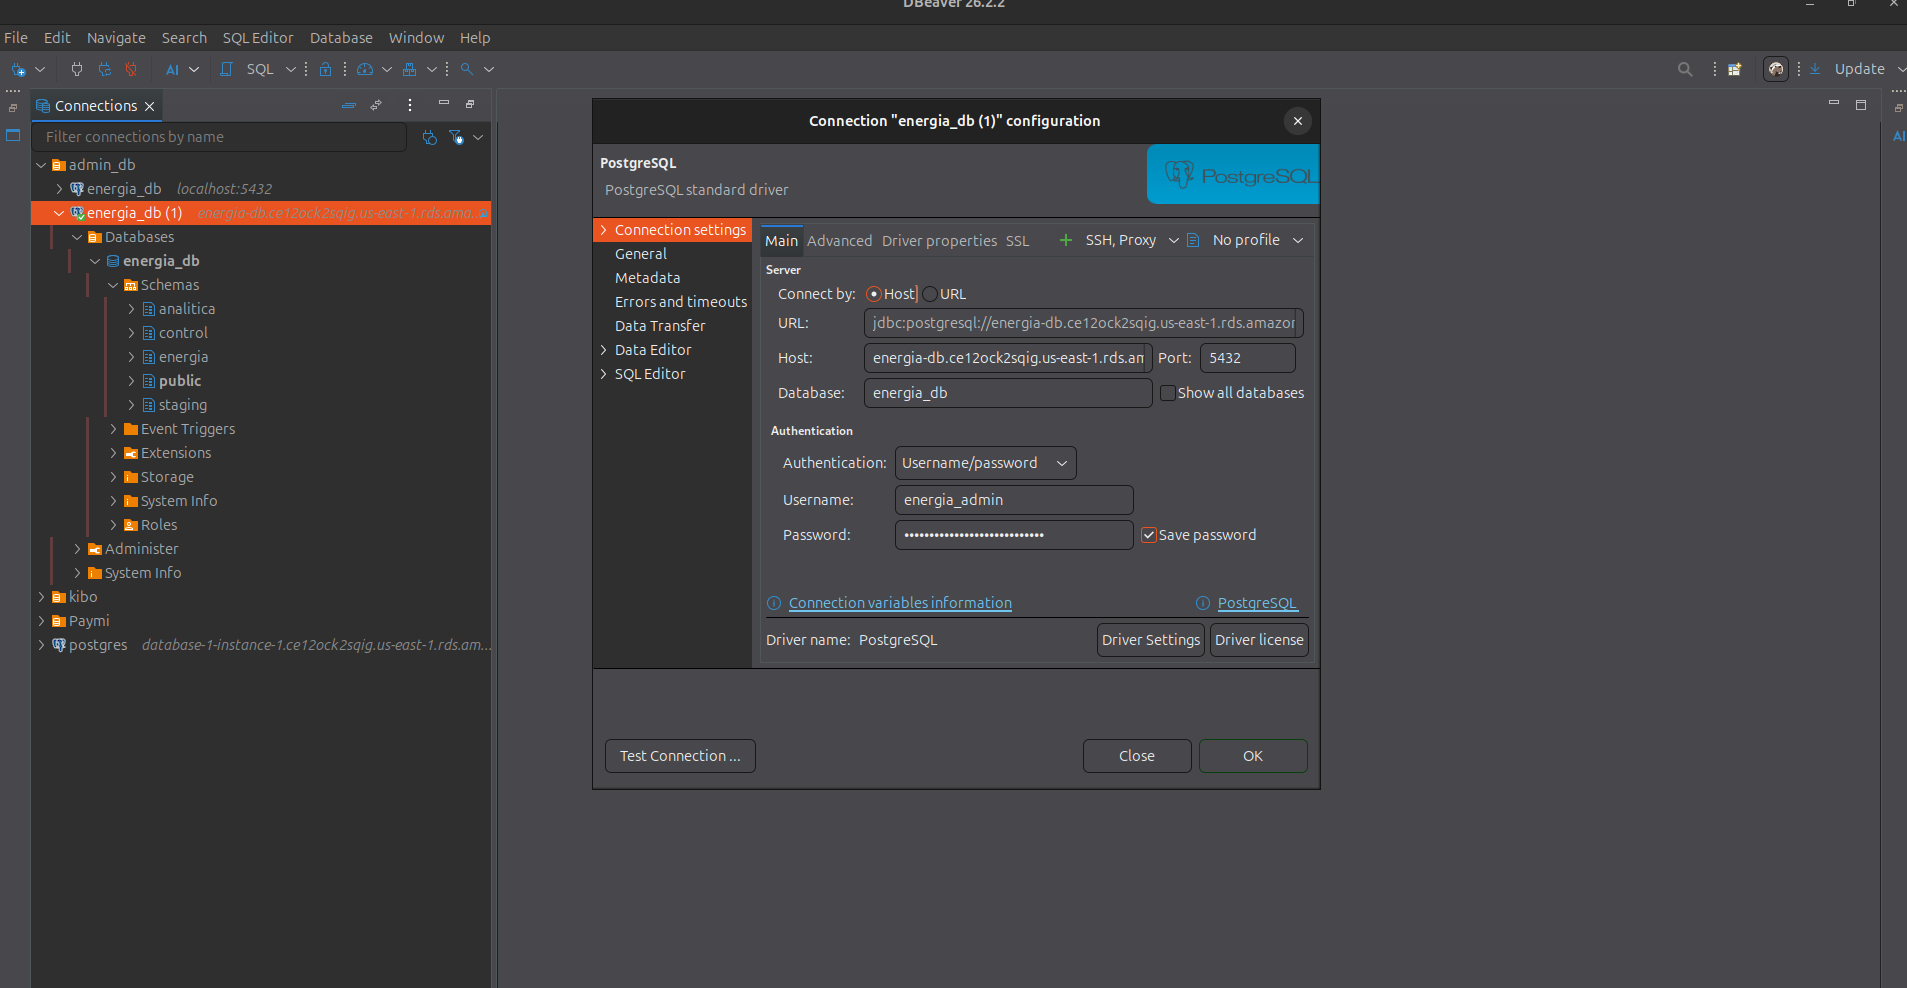 DBeaver 26.2.2
File Edit Navigate Search SQL Editor Database Window Help
AI SQL Update
Connections
Filter connections by name
admin_db
energia_db localhost:5432
energia_db (1) energia-db.ce12ock2sqig.us-east-1.rds.ama...
Databases
energia_db
Schemas
analitica
control
energia
public
staging
Event Triggers
Extensions
Storage
System Info
Roles
Administer
System Info
kibo
Paymi
postgres database-1-instance-1.ce12ock2sqig.us-east-1.rds.am...
Connection "energia_db (1)" configuration
PostgreSQL
PostgreSQL standard driver
PostgreSQL
Connection settings
General
Metadata
Errors and timeouts
Data Transfer
Data Editor
SQL Editor
Main Advanced Driver properties SSL SSH, Proxy No profile
Server
Connect by: Host URL
URL: jdbc:postgresql://energia-db.ce12ock2sqig.us-east-1.rds.amazon
Host: energia-db.ce12ock2sqig.us-east-1.rds.am Port: 5432
Database: energia_db Show all databases
Authentication
Authentication: Username/password
Username: energia_admin
Password: •••••••••••••••••••••••••••• Save password
Connection variables information PostgreSQL
Driver name: PostgreSQL Driver Settings Driver license
Test Connection ... Close OK
AI